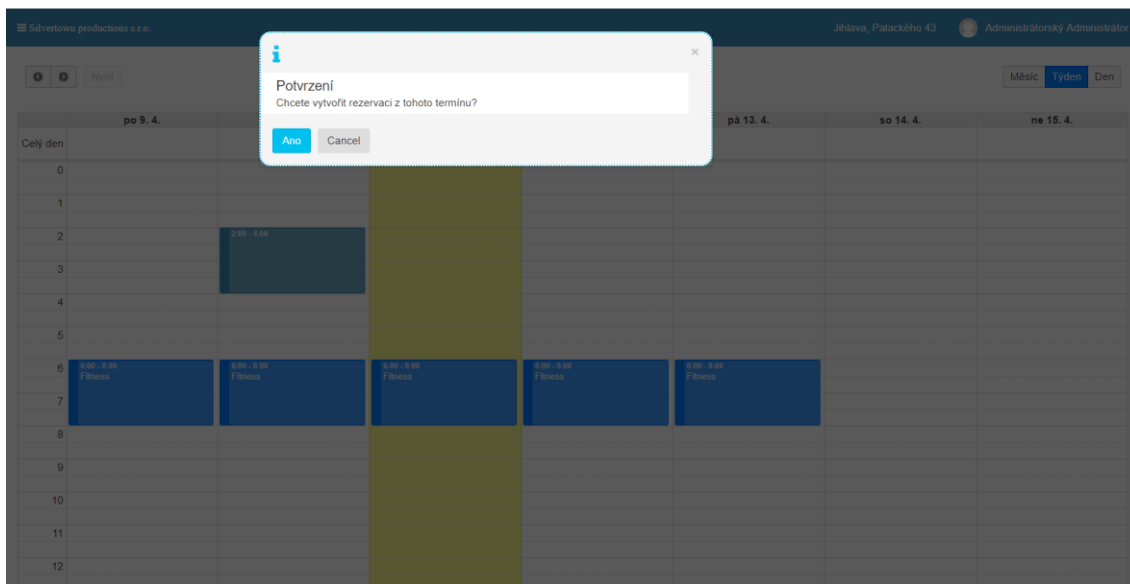 Silvertown productions s.r.o.
Jihlava, Palackého 43
Administrátorský Administrátor
Nyní
Měsíc Týden Den
Potvrzení
Chcete vytvořit rezervaci z tohoto termínu?
Ano Cancel
po 9. 4. pá 13. 4. so 14. 4. ne 15. 4.
Celý den
0
1
2 2:00 - 4:00
3
4
5
6 6:00 - 8:00 6:00 - 8:00 6:00 - 8:00 6:00 - 8:00 6:00 - 8:00
Fitness Fitness Fitness Fitness Fitness
7
8
9
10
11
12